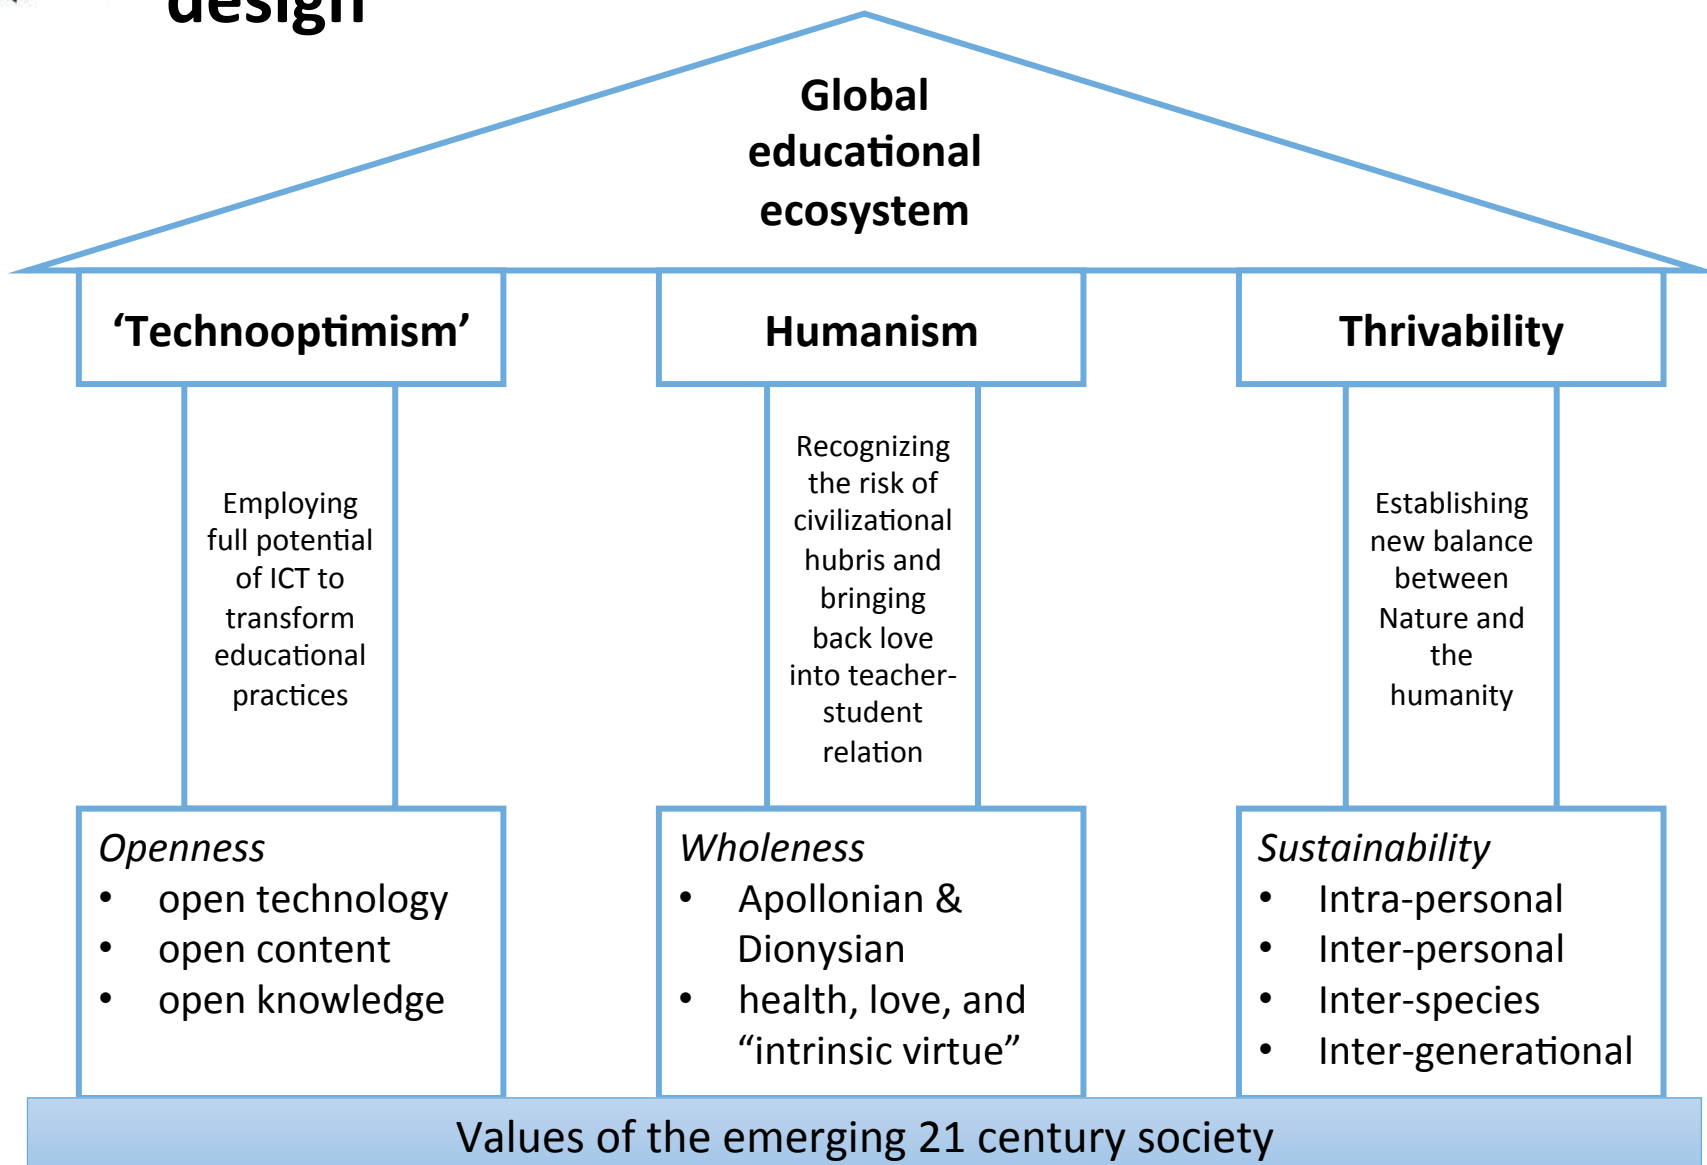 design
Global
educational
ecosystem
‘Technooptimism’
Humanism
Thrivability
Employing
full potential
of ICT to
transform
educational
practices
Recognizing
the risk of
civilizational
hubris and
bringing
back love
into teacher-
student
relation
Establishing
new balance
between
Nature and
the
humanity
Openness
• open technology
• open content
• open knowledge
Wholeness
• Apollonian &
Dionysian
• health, love, and
“intrinsic virtue”
Sustainability
• Intra-personal
• Inter-personal
• Inter-species
• Inter-generational
Values of the emerging 21 century society